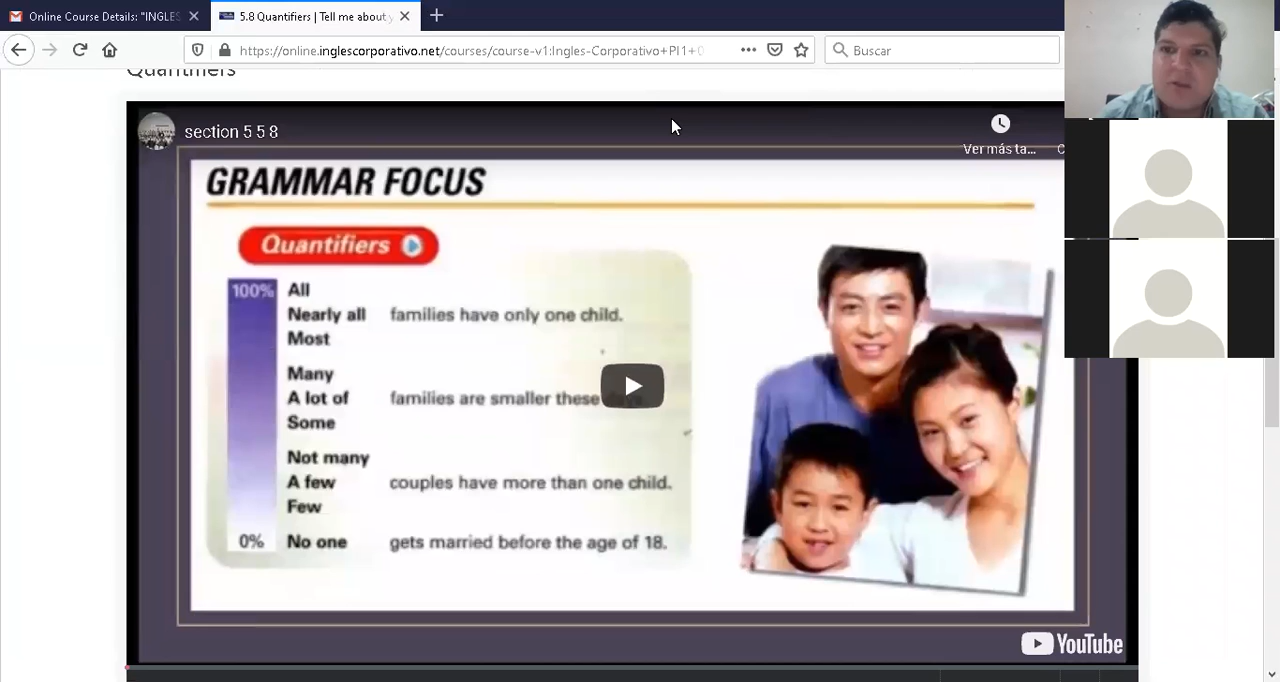 Online Course Details: "INGLES
5.8 Quantifiers | Tell me about y
https://online.inglescorporativo.net/courses/course-v1:Ingles-Corporativo+PI1+0
Buscar
Quantifiers
section 5 5 8
Ver más ta...
C
GRAMMAR FOCUS
Quantifiers
100% All
Nearly all families have only one child.
Most
Many
A lot of families are smaller these days.
Some
Not many
A few couples have more than one child.
Few
0% No one gets married before the age of 18.
YouTube